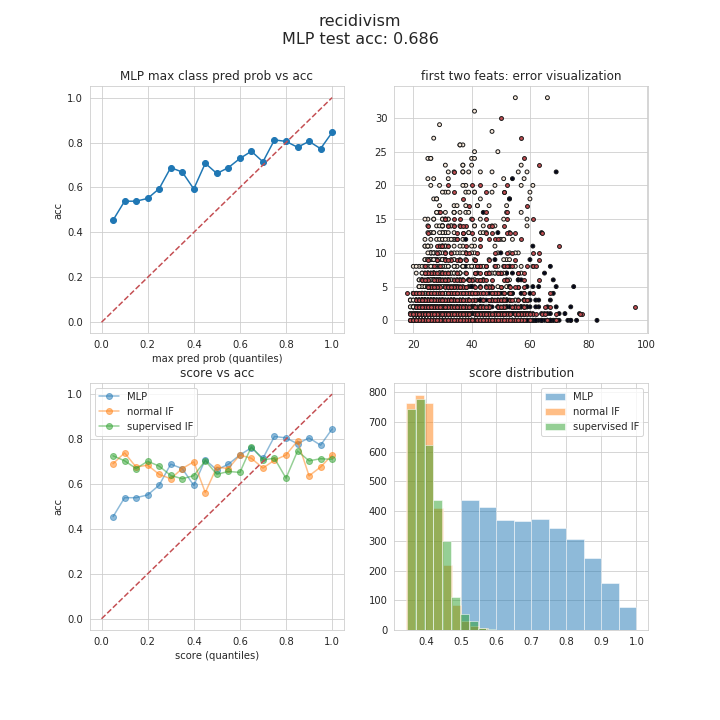 recidivism
MLP test acc: 0.686
MLP max class pred prob vs acc
1.0
0.8
0.6
0.4
0.2
0.0
acc
0.0 0.2 0.4 0.6 0.8 1.0
max pred prob (quantiles)
first two feats: error visualization
30
25
20
15
10
5
0
20 40 60 80 100
score vs acc
MLP
normal IF
supervised IF
1.0
0.8
0.6
0.4
0.2
0.0
acc
0.0 0.2 0.4 0.6 0.8 1.0
score (quantiles)
score distribution
MLP
normal IF
supervised IF
800
700
600
500
400
300
200
100
0
0.4 0.5 0.6 0.7 0.8 0.9 1.0